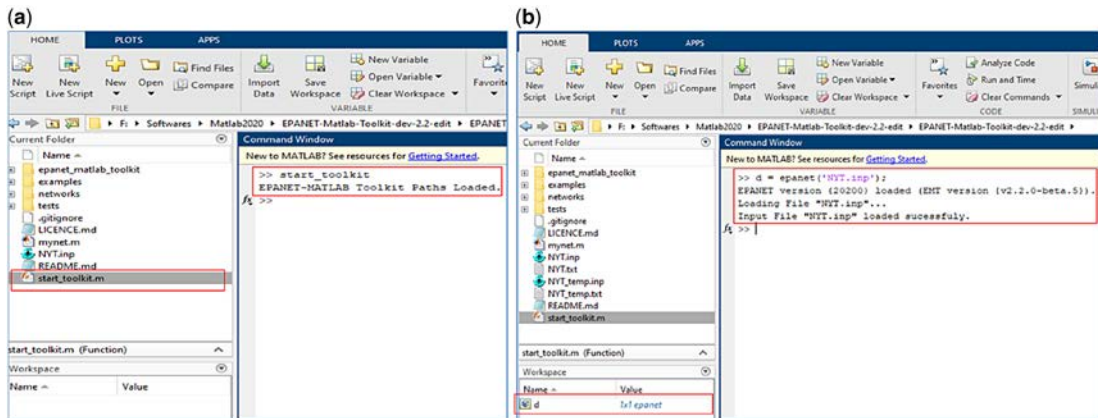 (a)
HOME PLOTS APPS
New Script
New Live Script
New
Open
Find Files
Compare
Import Data
Save Workspace
New Variable
Open Variable
Clear Workspace
Favorite
FILE VARIABLE
F: Softwares Matlab2020 EPANET-Matlab-Toolkit-dev-2.2-edit EPANET
Current Folder
Name
epanet_matlab_toolkit
examples
networks
tests
.gitignore
LICENCE.md
mynet.m
NYT.inp
README.md
start_toolkit.m
start_toolkit.m (Function)
Workspace
Name Value
Command Window
New to MATLAB? See resources for Getting Started.
>> start_toolkit
EPANET-MATLAB Toolkit Paths Loaded.
fx >>
(b)
HOME PLOTS APPS
New Script
New Live Script
New
Open
Find Files
Compare
Import Data
Save Workspace
New Variable
Open Variable
Clear Workspace
Favorites
Analyze Code
Run and Time
Clear Commands
Simul
FILE VARIABLE CODE SIMUL
F: Softwares Matlab2020 EPANET-Matlab-Toolkit-dev-2.2-edit EPANET-Matlab-Toolkit-dev-2.2-edit
Current Folder
Name
epanet_matlab_toolkit
examples
networks
tests
.gitignore
LICENCE.md
mynet.m
NYT.inp
NYT.txt
NYT_temp.inp
NYT_temp.txt
README.md
start_toolkit.m
start_toolkit.m (Function)
Workspace
Name Value
d 1x1 epanet
Command Window
New to MATLAB? See resources for Getting Started.
>> d = epanet('NYT.inp');
EPANET version {20200} loaded (EMT version {v2.2.0-beta.5}).
Loading File "NYT.inp"...
Input File "NYT.inp" loaded sucessfuly.
fx >>